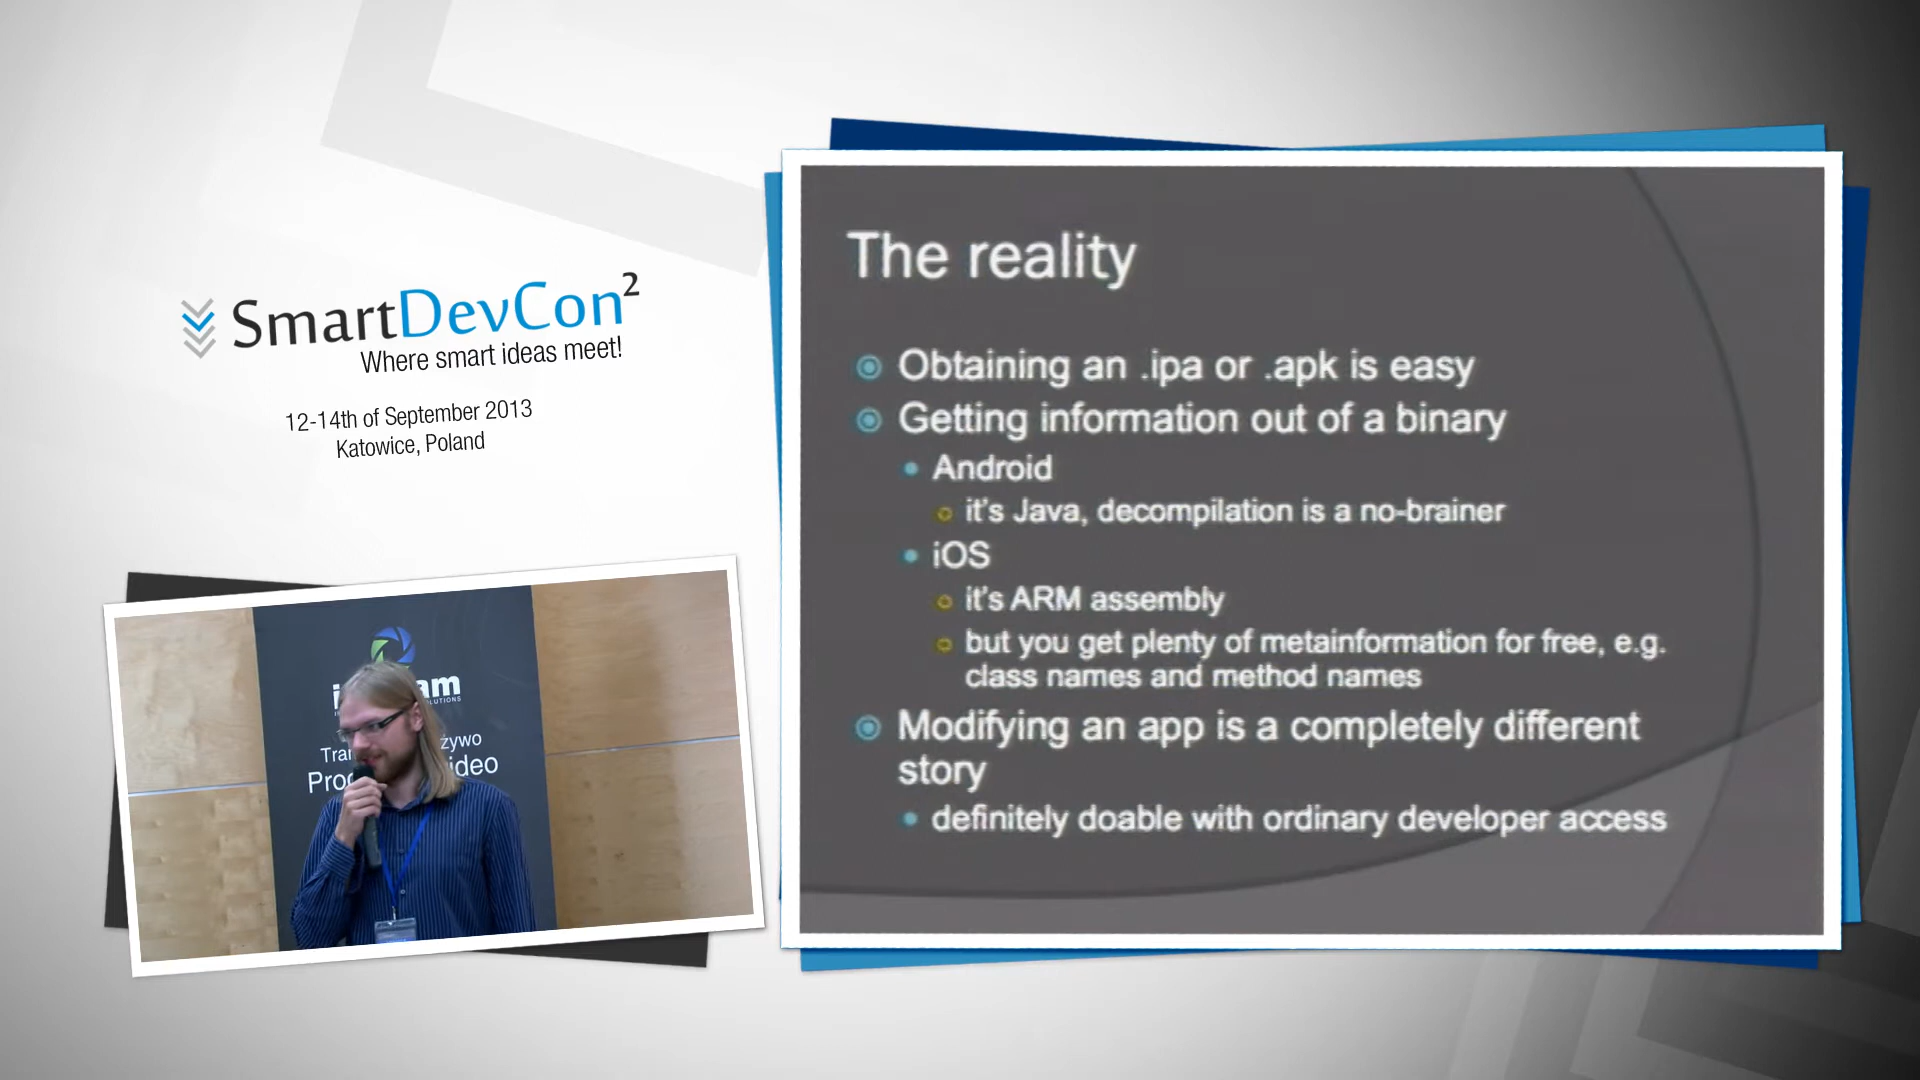 SmartDevCon²
Where smart ideas meet!
12-14th of September 2013
Katowice, Poland
The reality
Obtaining an .ipa or .apk is easy
Getting information out of a binary
Android
it's Java, decompilation is a no-brainer
iOS
it's ARM assembly
but you get plenty of metainformation for free, e.g.
class names and method names
Modifying an app is a completely different
story
definitely doable with ordinary developer access